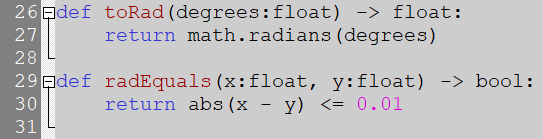 26 def toRad(degrees:float) -> float:
27     return math.radians(degrees)
28
29 def radEquals(x:float, y:float) -> bool:
30     return abs(x - y) <= 0.01
31